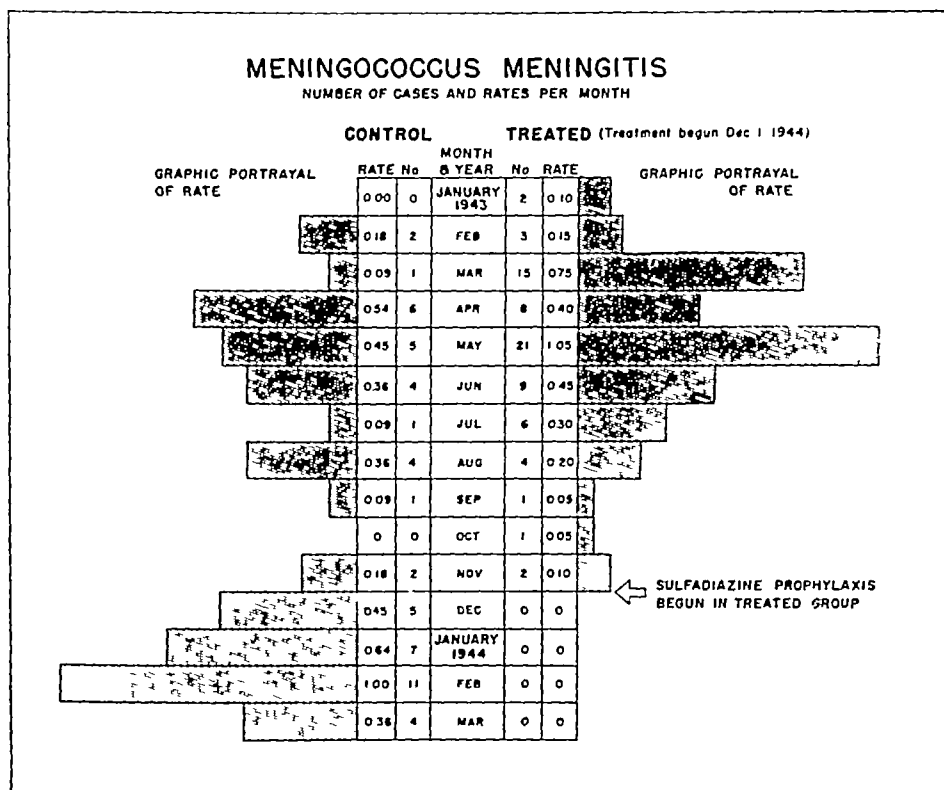 MENINGOCOCCUS MENINGITIS
NUMBER OF CASES AND RATES PER MONTH
CONTROL TREATED (Treatment begun Dec 1 1944)
GRAPHIC PORTRAYAL OF RATE
RATE No MONTH & YEAR No RATE
GRAPHIC PORTRAYAL OF RATE
0.00 0 JANUARY 1943 2 0.10
0.18 2 FEB 3 0.15
0.09 1 MAR 15 0.75
0.54 6 APR 8 0.40
0.45 5 MAY 21 1.05
0.36 4 JUN 9 0.45
0.09 1 JUL 6 0.30
0.36 4 AUG 4 0.20
0.09 1 SEP 1 0.05
0 0 OCT 1 0.05
0.18 2 NOV 2 0.10
SULFADIAZINE PROPHYLAXIS
BEGUN IN TREATED GROUP
0.45 5 DEC 0 0
0.64 7 JANUARY 1944 0 0
1.00 11 FEB 0 0
0.36 4 MAR 0 0